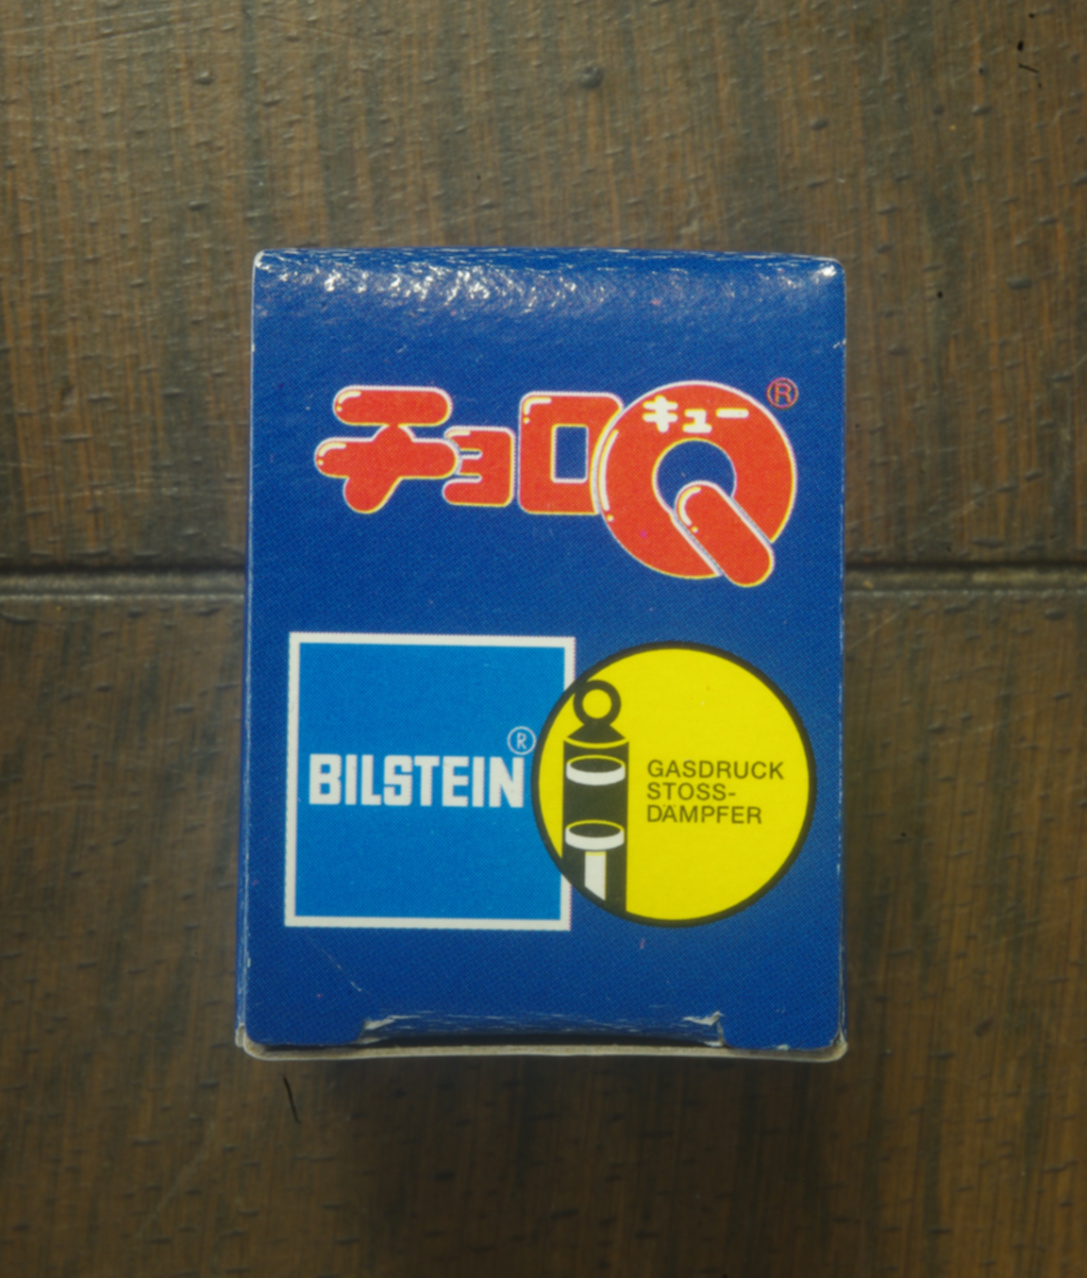 チョロQ®
キュー
BILSTEIN®
GASDRUCK
STOSS-
DÄMPFER